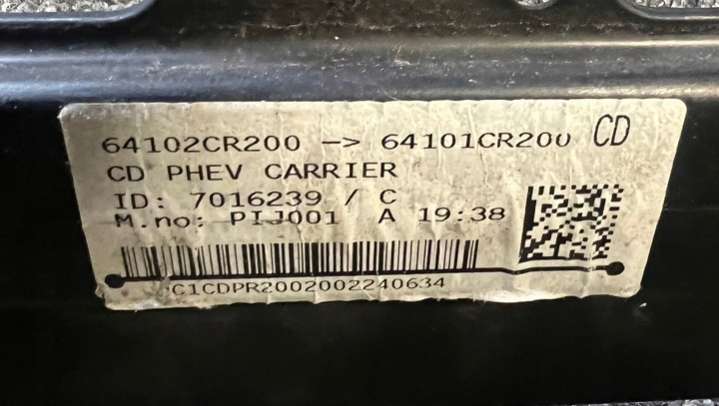 64102CR200 -> 64101CR200 CD
CD PHEV CARRIER
ID: 7016239 / C
M.no: PIJ001 A 19:38
C1CDPR2002002240634